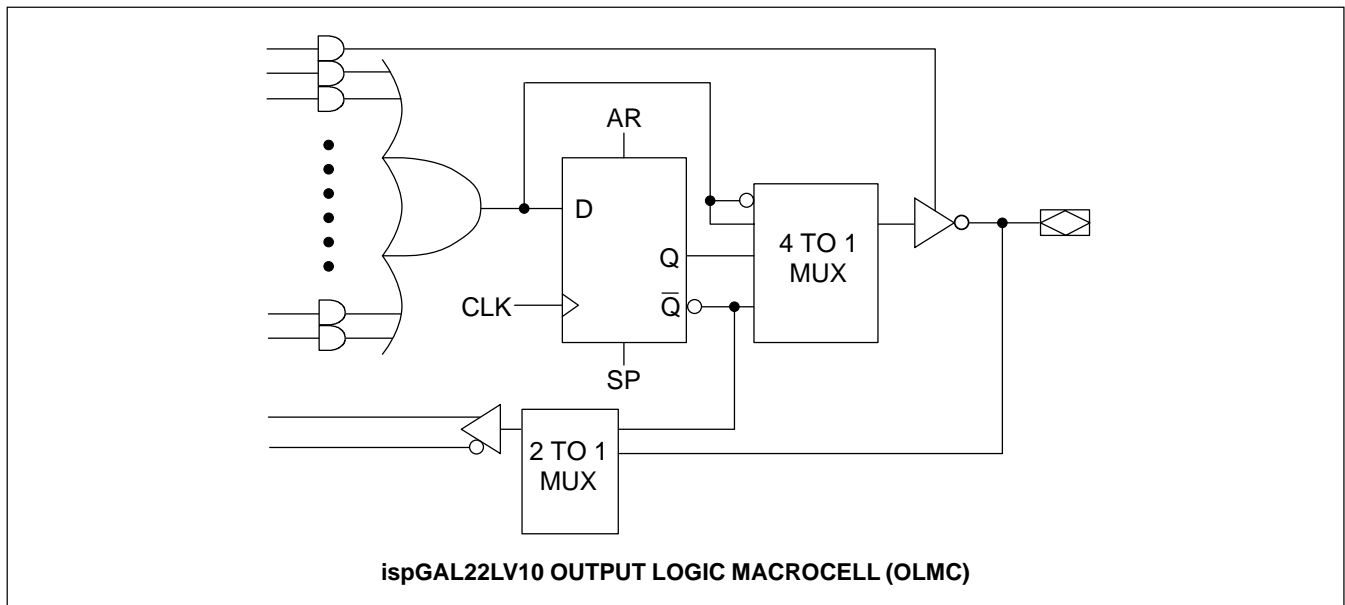 AR
D
4 TO 1
MUX
Q
CLK
Q̅
SP
2 TO 1
MUX
ispGAL22LV10 OUTPUT LOGIC MACROCELL (OLMC)